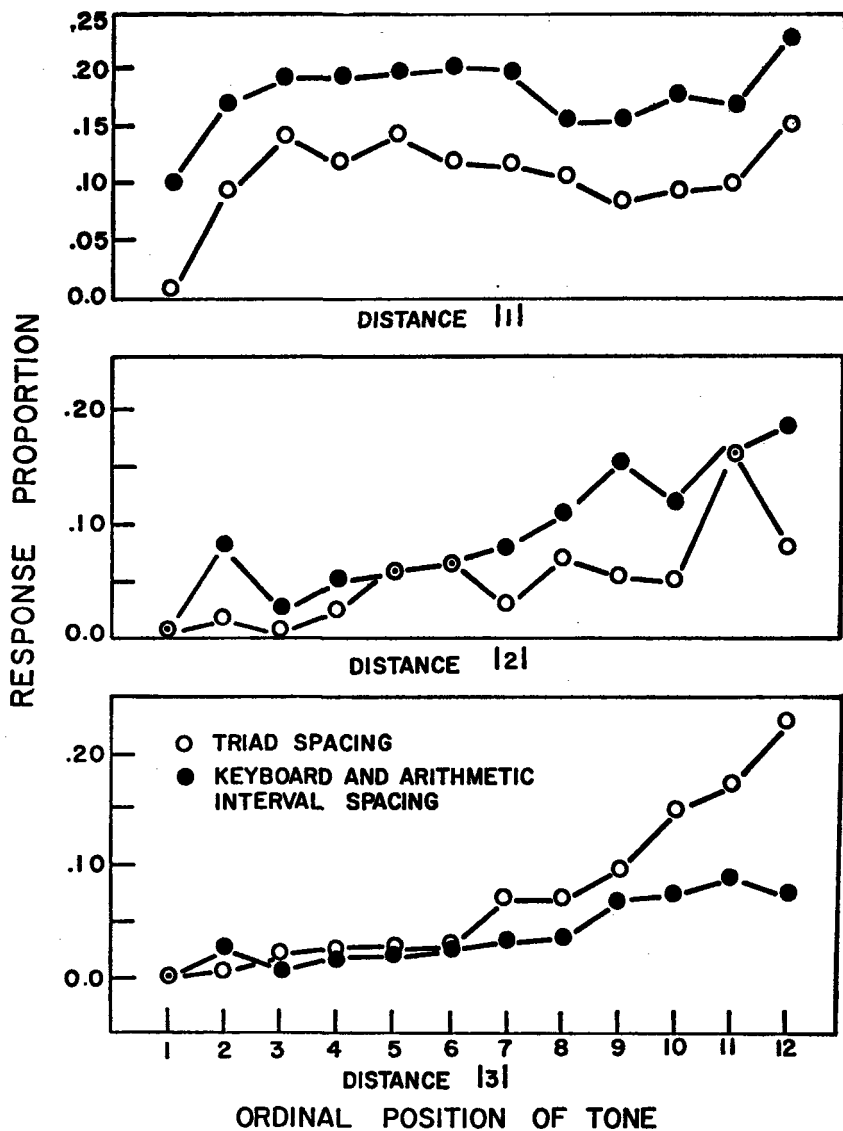 RESPONSE PROPORTION
,25
.20
.15
.10
.05
0.0
DISTANCE |1|
.20
.10
0.0
DISTANCE |2|
TRIAD SPACING
KEYBOARD AND ARITHMETIC
INTERVAL SPACING
.20
.10
0.0
1 2 3 4 5 6 7 8 9 10 11 12
DISTANCE |3|
ORDINAL POSITION OF TONE